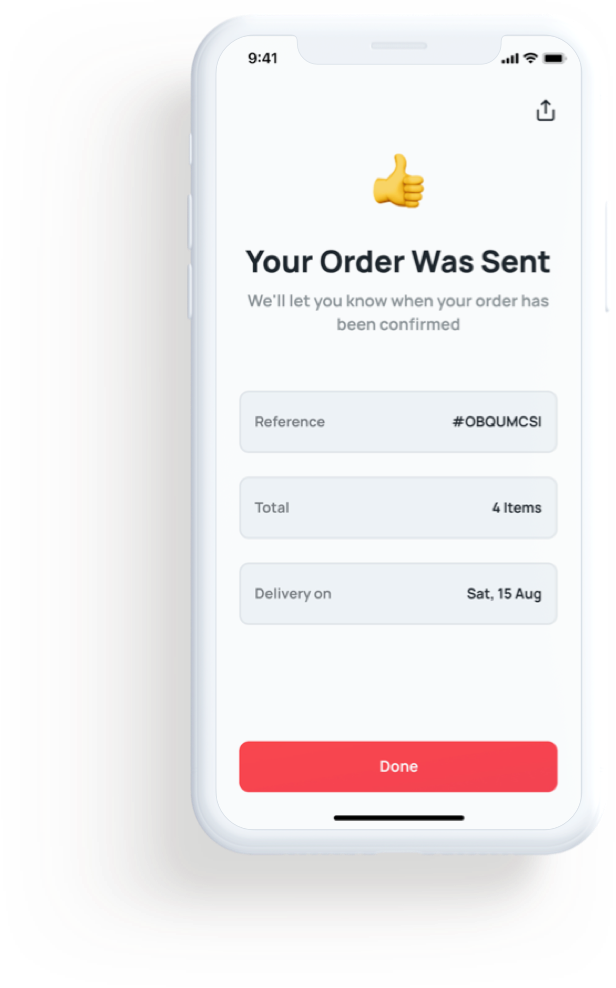 9:41
Your Order Was Sent
We'll let you know when your order has
been confirmed
Reference #OBQUMCSI
Total 4 Items
Delivery on Sat, 15 Aug
Done